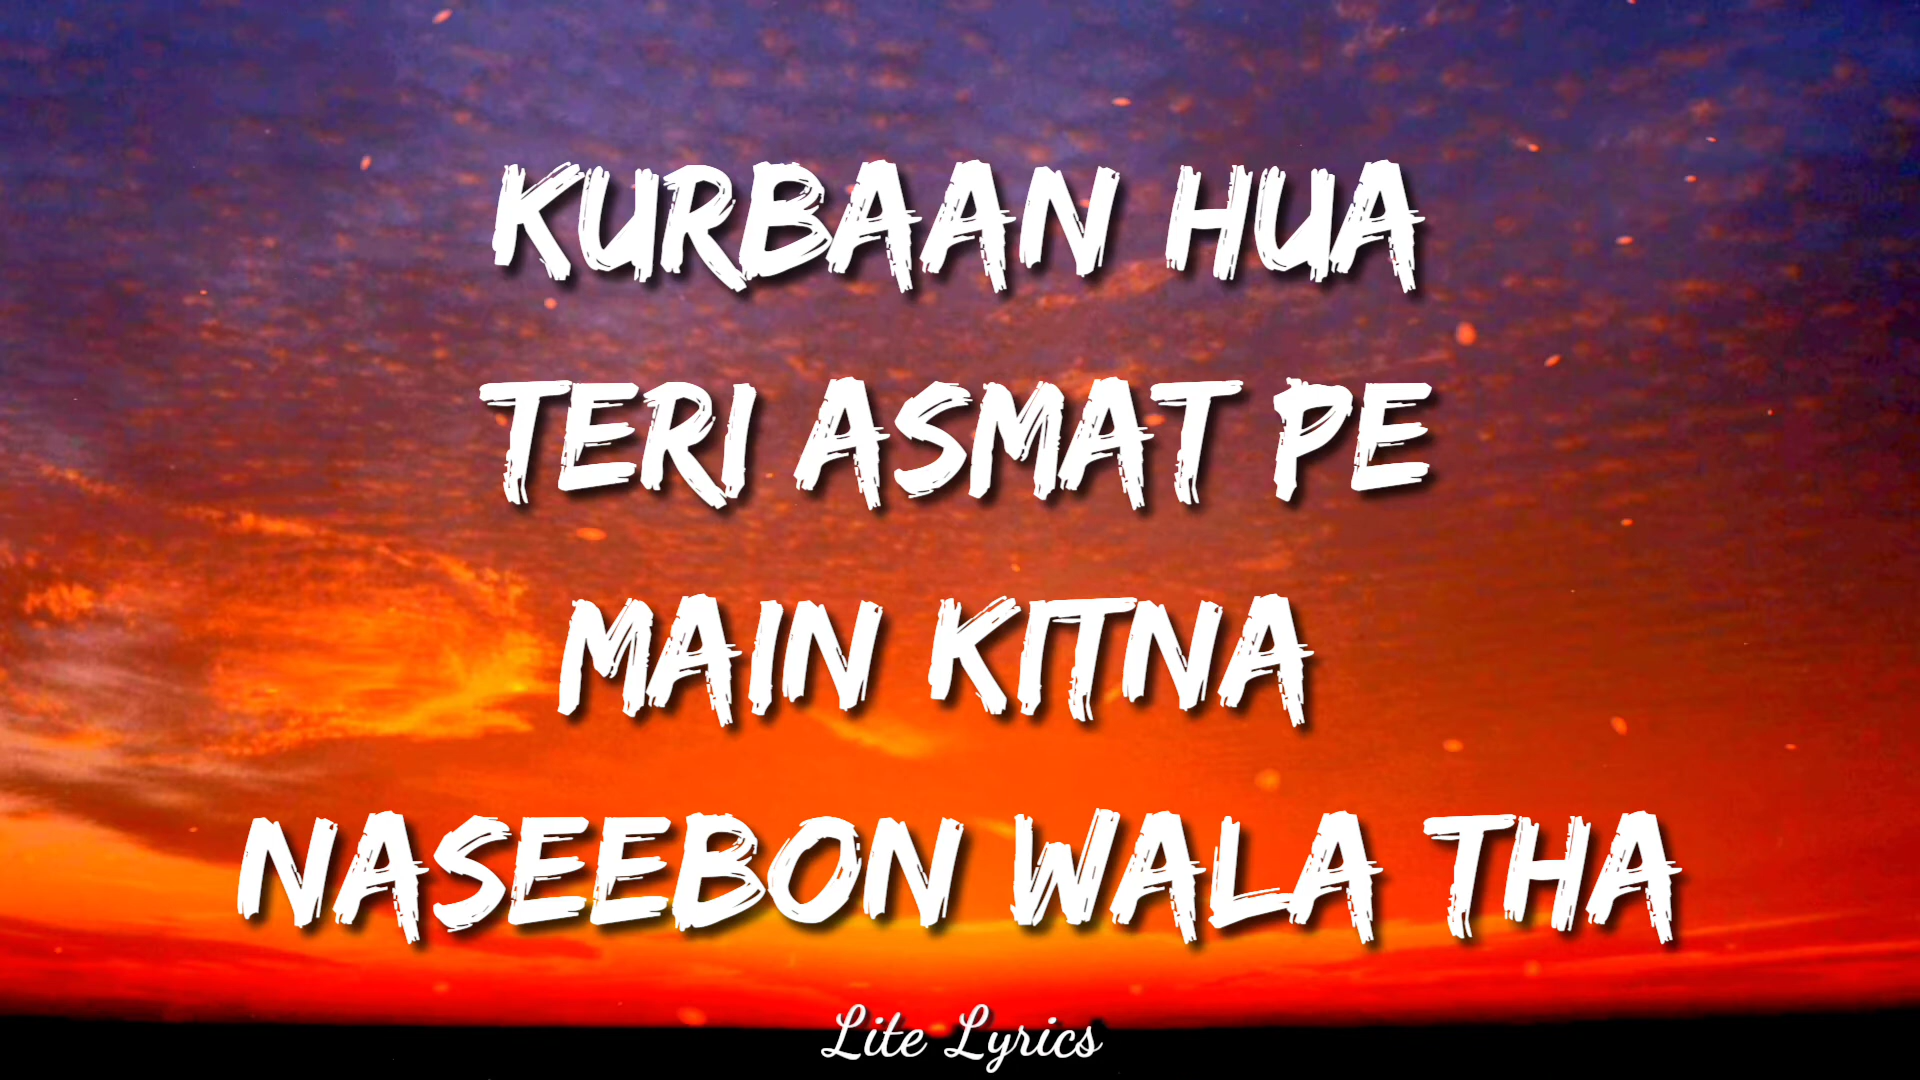 KURBAAN HUA
TERI ASMAT PE
MAIN KITNA
NASEEBON WALA THA
Lite Lyrics